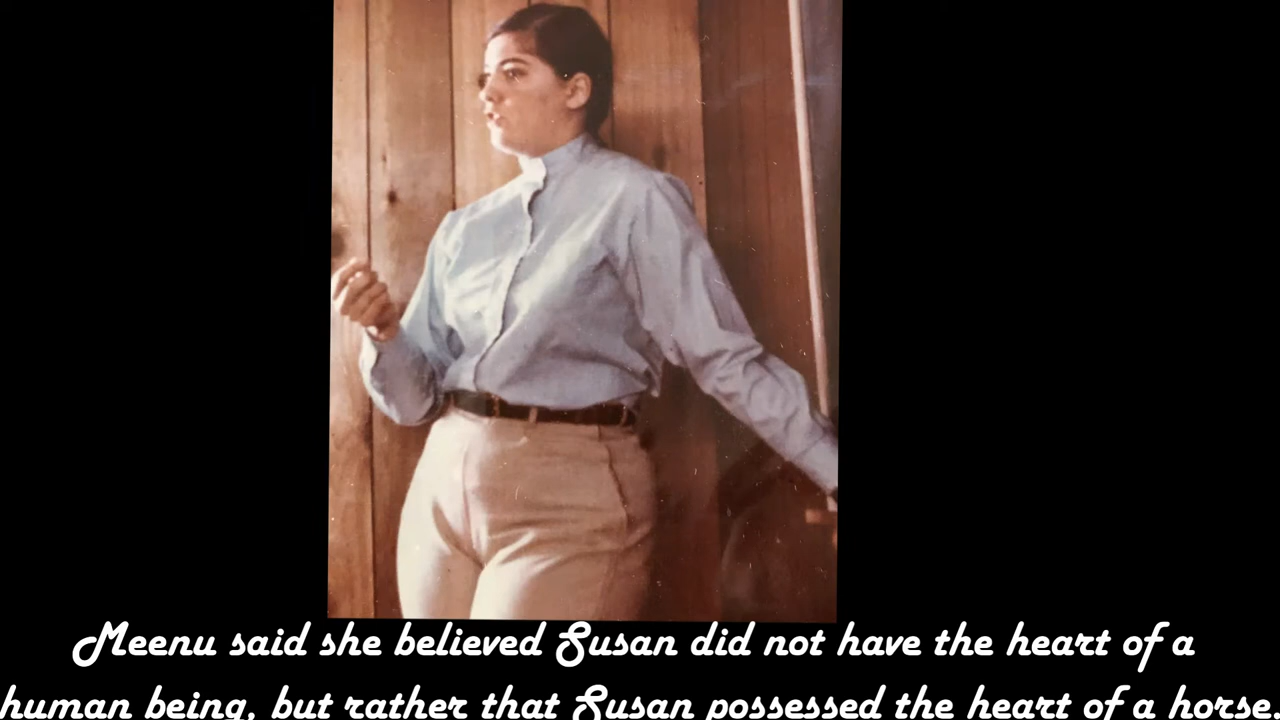 Meenu said she believed Susan did not have the heart of a
human being, but rather that Susan possessed the heart of a horse.